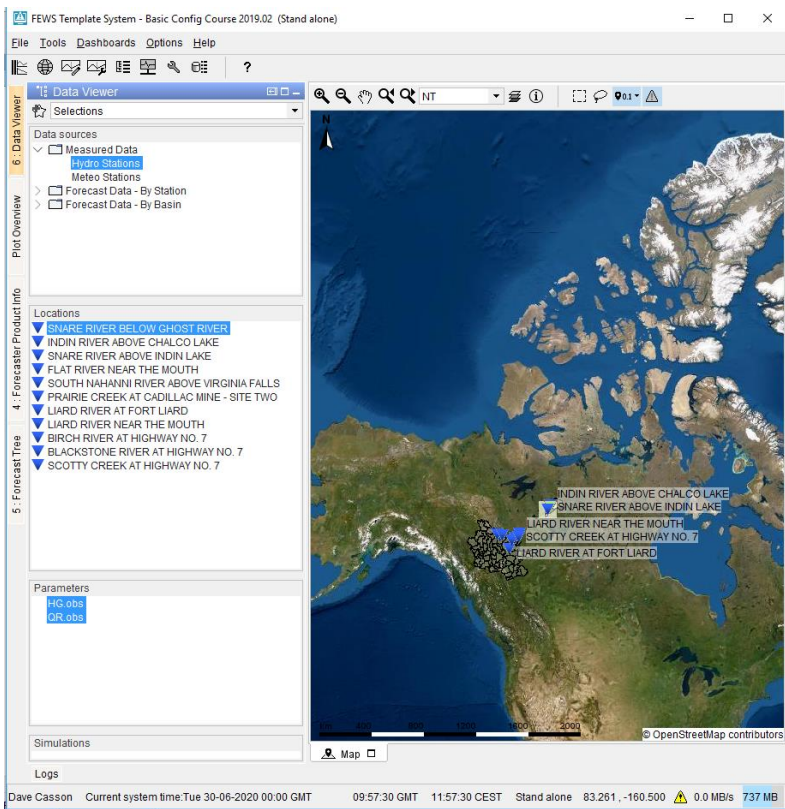 FEWS Template System - Basic Config Course 2019.02 (Stand alone)
File Tools Dashboards Options Help
?
6 : Data Viewer
Plot Overview
4 : Forecaster Product Info
5 : Forecast Tree
Data Viewer
Selections
Data sources
Measured Data
Hydro Stations
Meteo Stations
Forecast Data - By Station
Forecast Data - By Basin
Locations
SNARE RIVER BELOW GHOST RIVER
INDIN RIVER ABOVE CHALCO LAKE
SNARE RIVER ABOVE INDIN LAKE
FLAT RIVER NEAR THE MOUTH
SOUTH NAHANNI RIVER ABOVE VIRGINIA FALLS
PRAIRIE CREEK AT CADILLAC MINE - SITE TWO
LIARD RIVER AT FORT LIARD
LIARD RIVER NEAR THE MOUTH
BIRCH RIVER AT HIGHWAY NO. 7
BLACKSTONE RIVER AT HIGHWAY NO. 7
SCOTTY CREEK AT HIGHWAY NO. 7
Parameters
HG.obs
QR.obs
Simulations
Logs
NT
0.1
N
INDIN RIVER ABOVE CHALCO LAKE
SNARE RIVER ABOVE INDIN LAKE
LIARD RIVER NEAR THE MOUTH
SCOTTY CREEK AT HIGHWAY NO. 7
LIARD RIVER AT FORT LIARD
km 400 800 1200 1600 2000
© OpenStreetMap contributors
Map
Dave Casson Current system time:Tue 30-06-2020 00:00 GMT 09:57:30 GMT 11:57:30 CEST Stand alone 83.261 , -160.500 0.0 MB/s 737 MB